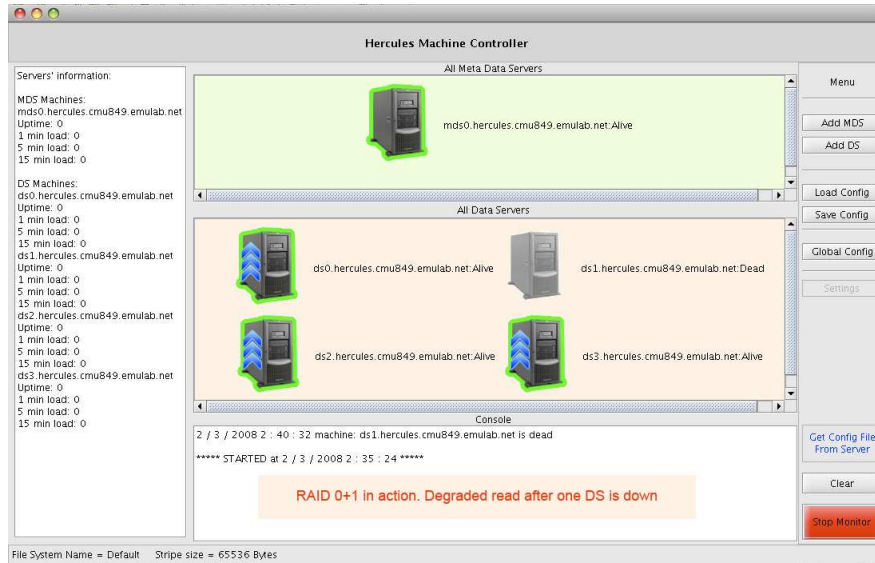 Hercules Machine Controller
Servers' information:
MDS Machines:
mds0.hercules.cmu849.emulab.net
Uptime: 0
1 min load: 0
5 min load: 0
15 min load: 0
DS Machines:
ds0.hercules.cmu849.emulab.net
Uptime: 0
1 min load: 0
5 min load: 0
15 min load: 0
ds1.hercules.cmu849.emulab.net
Uptime: 0
1 min load: 0
5 min load: 0
15 min load: 0
ds2.hercules.cmu849.emulab.net
Uptime: 0
1 min load: 0
5 min load: 0
15 min load: 0
ds3.hercules.cmu849.emulab.net
Uptime: 0
1 min load: 0
5 min load: 0
15 min load: 0
All Meta Data Servers
mds0.hercules.cmu849.emulab.net:Alive
All Data Servers
ds0.hercules.cmu849.emulab.net:Alive
ds1.hercules.cmu849.emulab.net:Dead
ds2.hercules.cmu849.emulab.net:Alive
ds3.hercules.cmu849.emulab.net:Alive
Console
2 / 3 / 2008 2 : 40 : 32 machine: ds1.hercules.cmu849.emulab.net is dead
***** STARTED at 2 / 3 / 2008 2 : 35 : 24 *****
RAID 0+1 in action. Degraded read after one DS is down
Menu
Add MDS
Add DS
Load Config
Save Config
Global Config
Settings
Get Config File
From Server
Clear
Stop Monitor
File System Name = Default Stripe size = 65536 Bytes